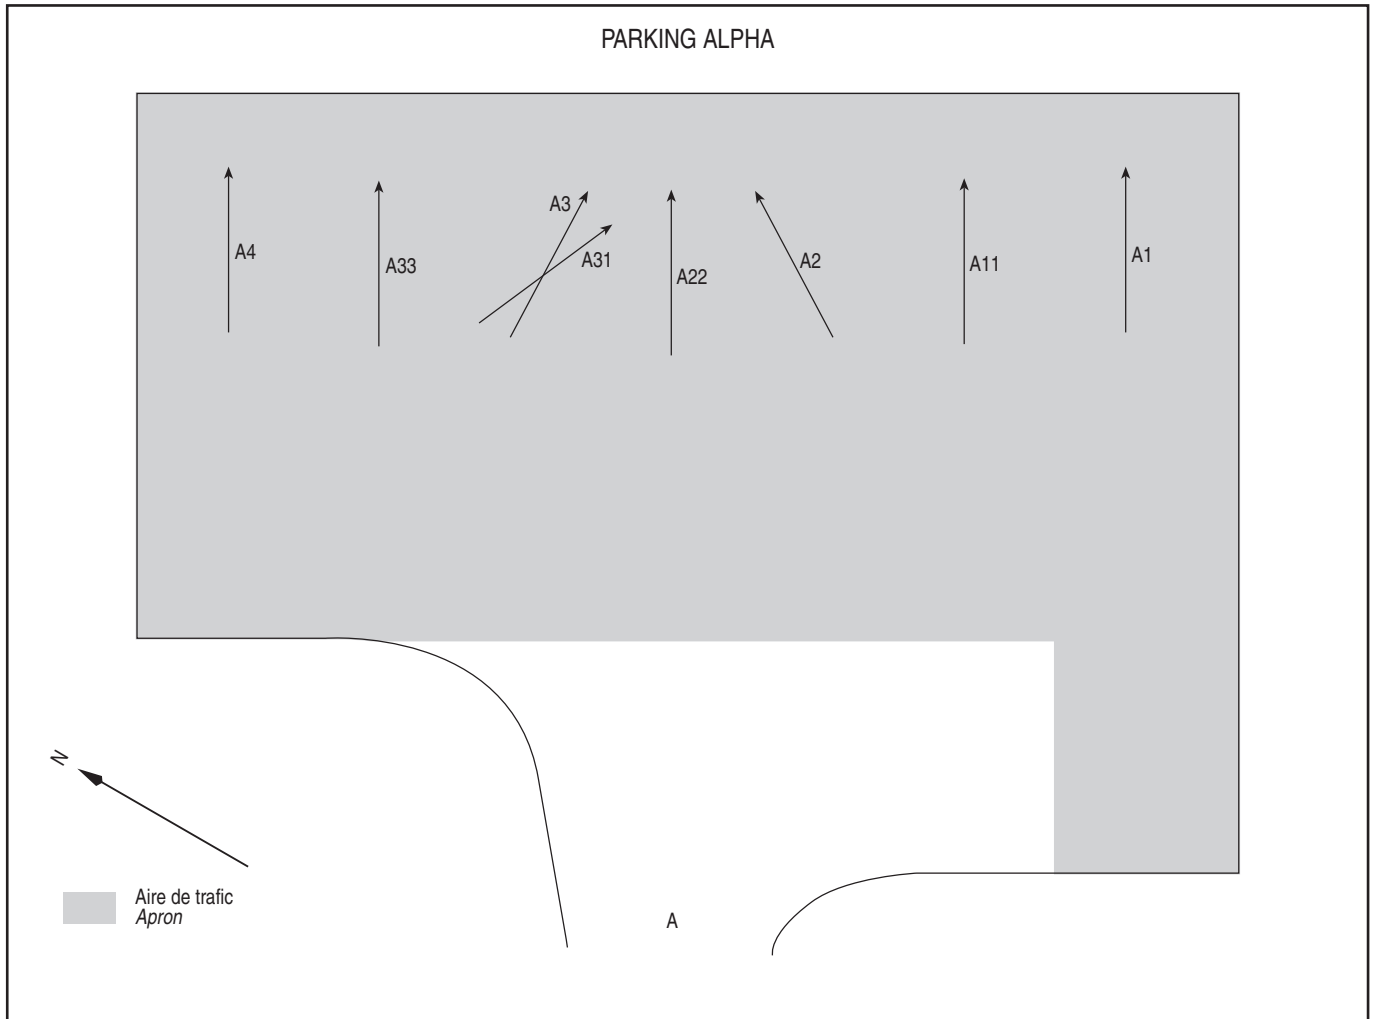 PARKING ALPHA
A3
A4
A33
A31
A22
A2
A11
A1
N
Aire de trafic
Apron
A